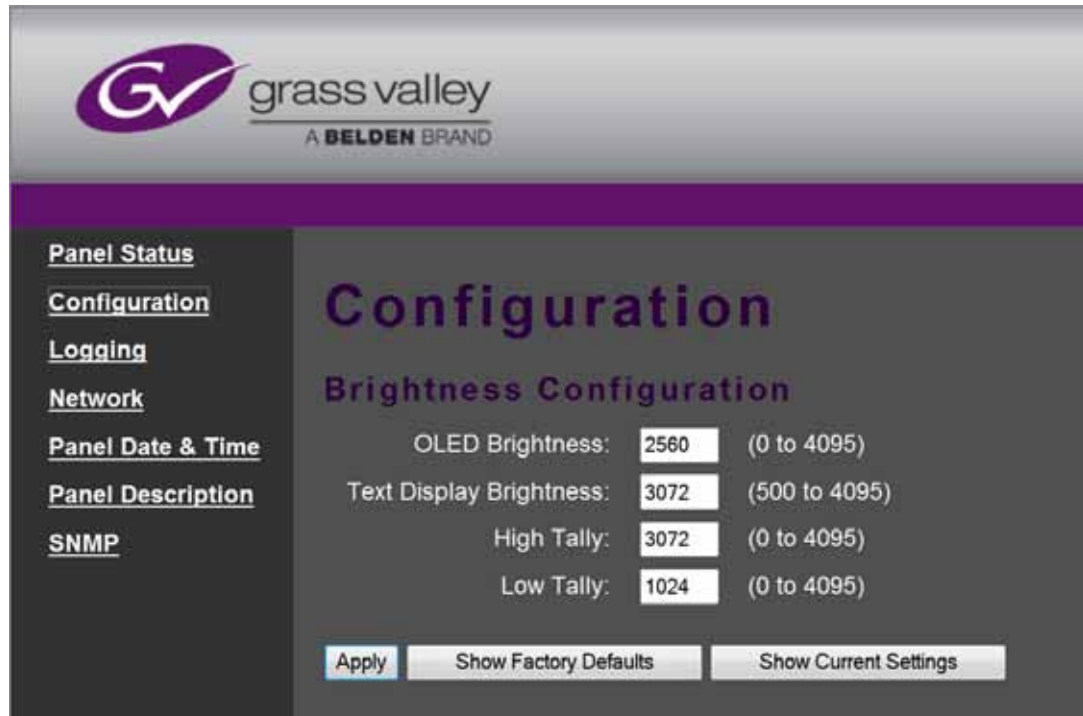 GV
grass valley
A BELDEN BRAND
Panel Status
Configuration
Logging
Network
Panel Date & Time
Panel Description
SNMP
Configuration
Brightness Configuration
OLED Brightness: 2560 (0 to 4095)
Text Display Brightness: 3072 (500 to 4095)
High Tally: 3072 (0 to 4095)
Low Tally: 1024 (0 to 4095)
Apply Show Factory Defaults Show Current Settings